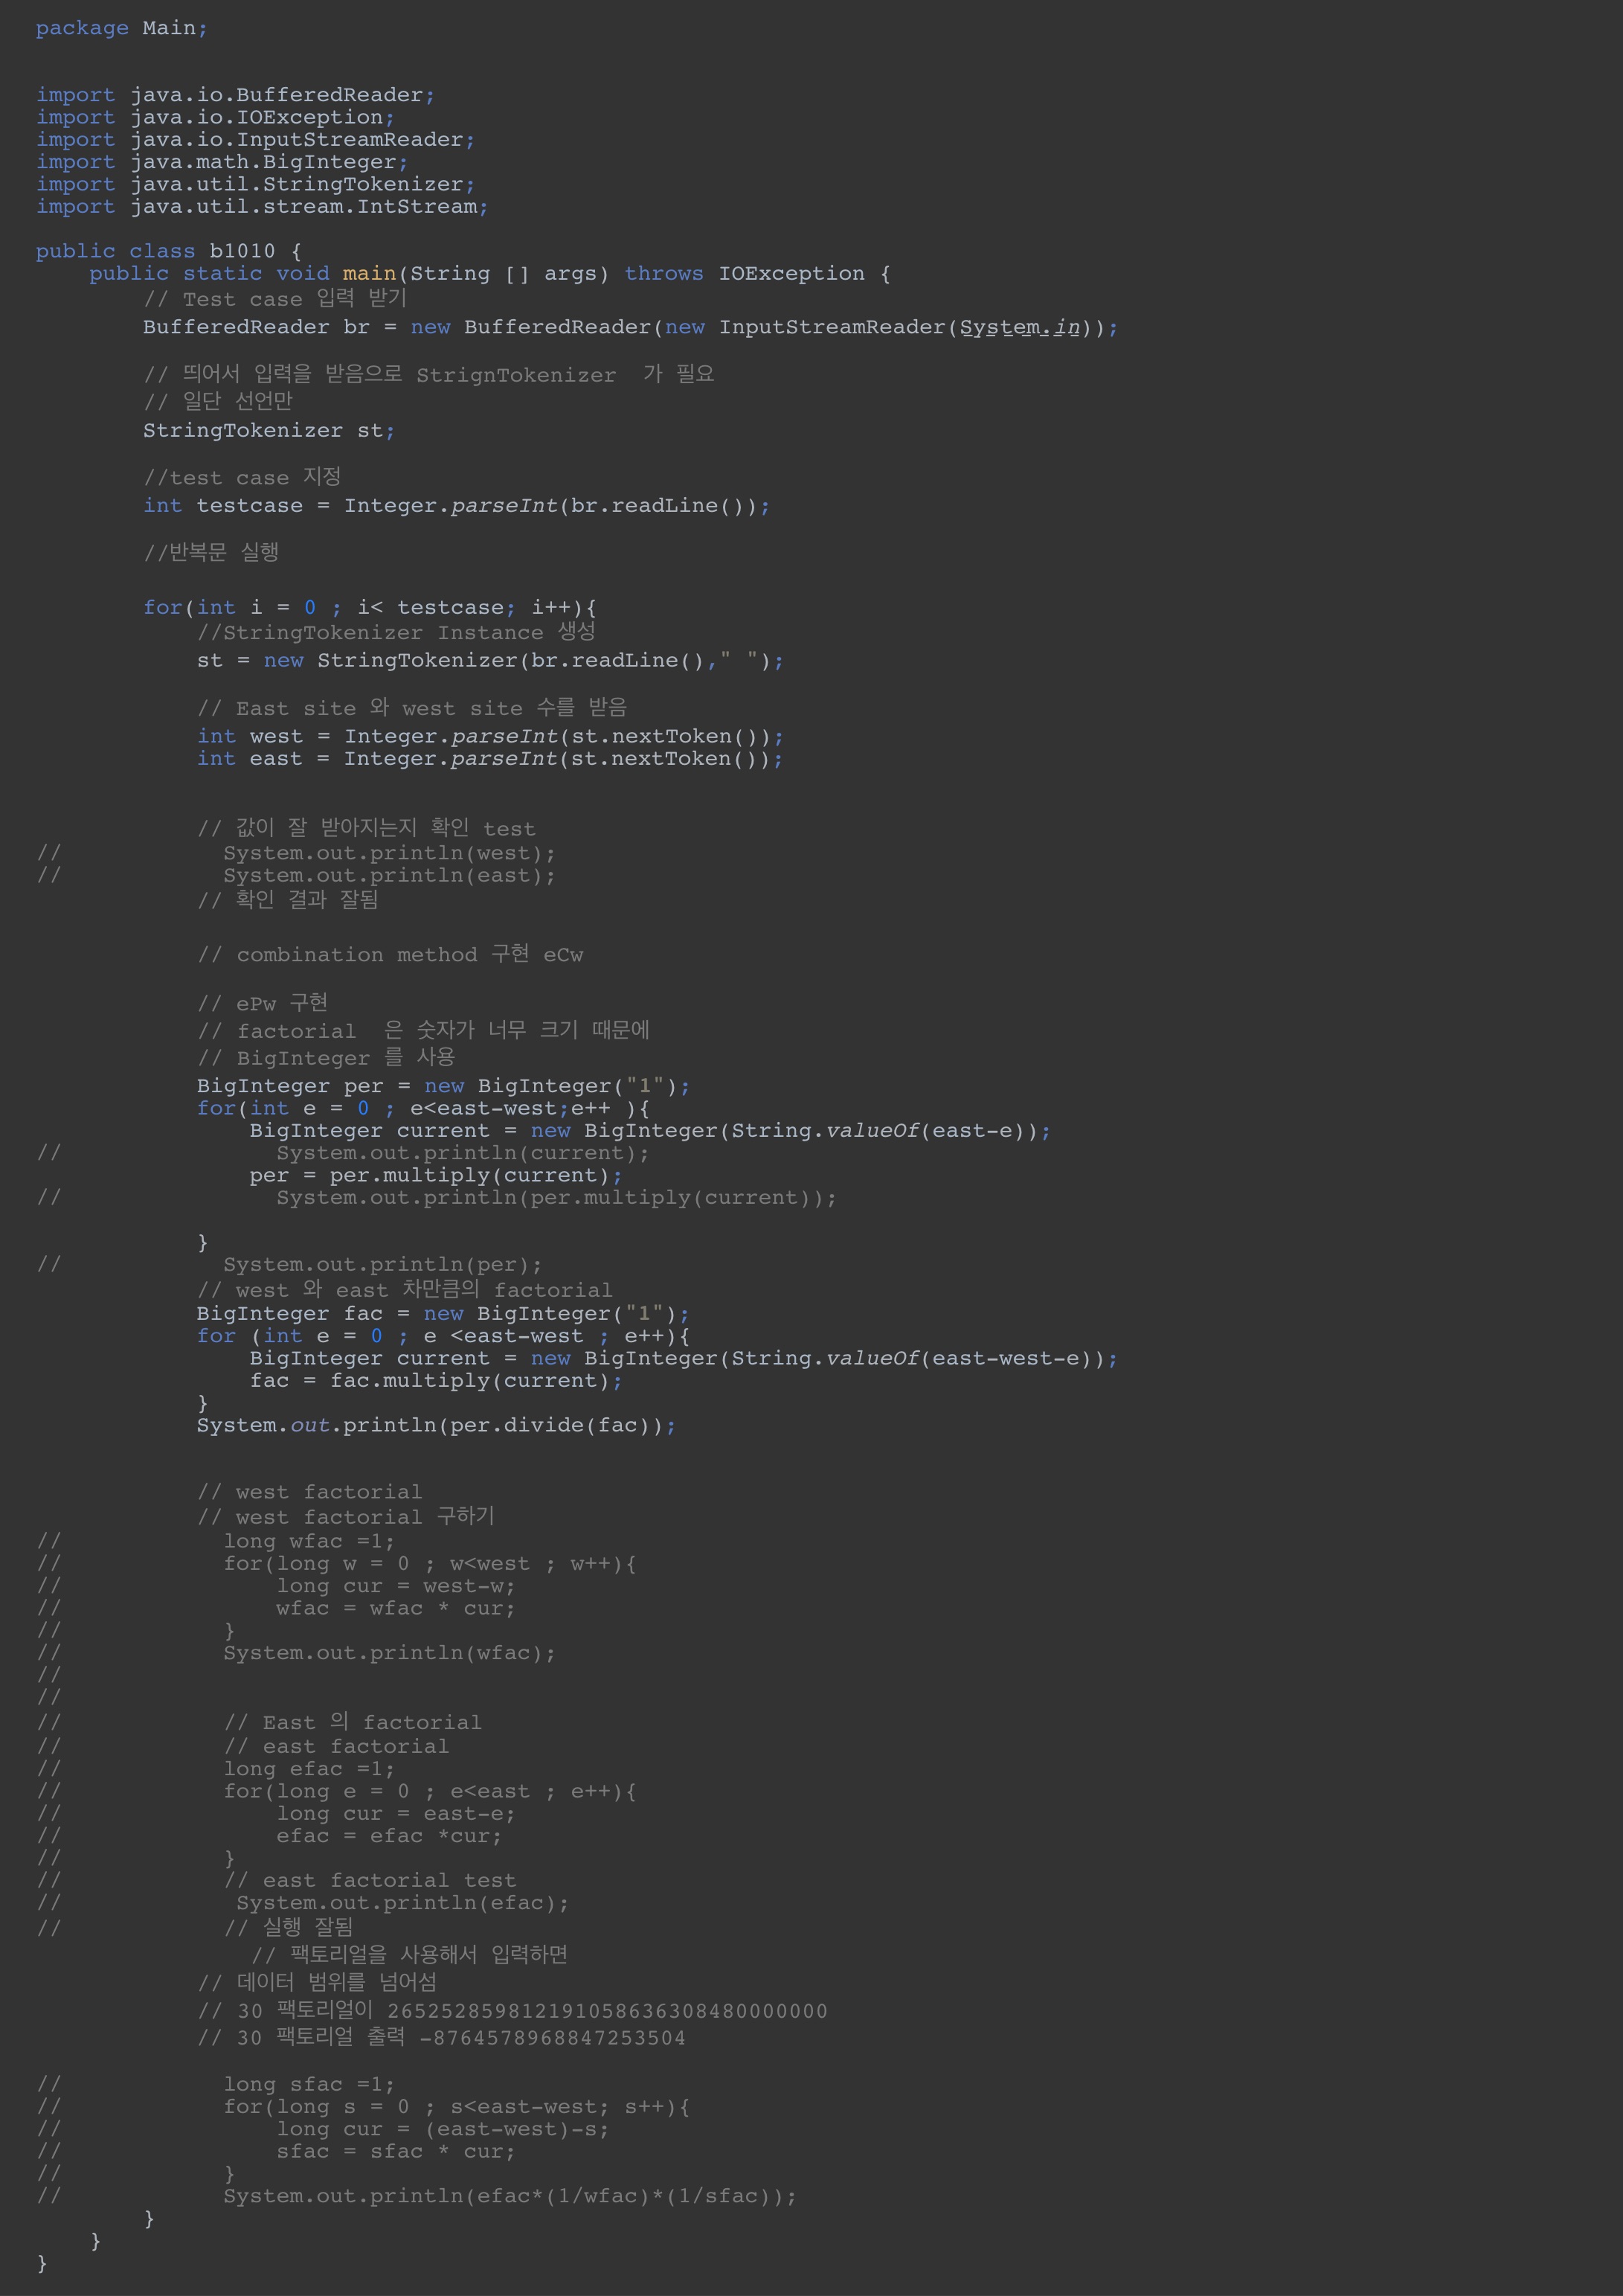 package Main;
import java.io.BufferedReader;
import java.io.IOException;
import java.io.InputStreamReader;
import java.math.BigInteger;
import java.util.StringTokenizer;
import java.util.stream.IntStream;
public class b1010 {
    public static void main(String [] args) throws IOException {
        // Test case 입력 받기
        BufferedReader br = new BufferedReader(new InputStreamReader(System.in));
        // 띄어서 입력을 받음으로 StrignTokenizer  가 필요
        // 일단 선언만
        StringTokenizer st;
        //test case 지정
        int testcase = Integer.parseInt(br.readLine());
        //반복문 실행
        for(int i = 0 ; i< testcase; i++){
            //StringTokenizer Instance 생성
            st = new StringTokenizer(br.readLine()," ");
            // East site 와 west site 수를 받음
            int west = Integer.parseInt(st.nextToken());
            int east = Integer.parseInt(st.nextToken());
            // 값이 잘 받아지는지 확인 test
//            System.out.println(west);
//            System.out.println(east);
            // 확인 결과 잘됨
            // combination method 구현 eCw
            // ePw 구현
            // factorial  은 숫자가 너무 크기 때문에
            // BigInteger 를 사용
            BigInteger per = new BigInteger("1");
            for(int e = 0 ; e<east-west;e++ ){
                BigInteger current = new BigInteger(String.valueOf(east-e));
//                System.out.println(current);
                per = per.multiply(current);
//                System.out.println(per.multiply(current));
            }
//            System.out.println(per);
            // west 와 east 차만큼의 factorial
            BigInteger fac = new BigInteger("1");
            for (int e = 0 ; e <east-west ; e++){
                BigInteger current = new BigInteger(String.valueOf(east-west-e));
                fac = fac.multiply(current);
            }
            System.out.println(per.divide(fac));
            // west factorial
            // west factorial 구하기
//            long wfac =1;
//            for(long w = 0 ; w<west ; w++){
//                long cur = west-w;
//                wfac = wfac * cur;
//            }
//            System.out.println(wfac);
//
//
//            // East 의 factorial
//            // east factorial
//            long efac =1;
//            for(long e = 0 ; e<east ; e++){
//                long cur = east-e;
//                efac = efac *cur;
//            }
//            // east factorial test
//             System.out.println(efac);
//            // 실행 잘됨
                // 팩토리얼을 사용해서 입력하면
            // 데이터 범위를 넘어섬
            // 30 팩토리얼이 265252859812191058636308480000000
            // 30 팩토리얼 출력 -8764578968847253504
//            long sfac =1;
//            for(long s = 0 ; s<east-west; s++){
//                long cur = (east-west)-s;
//                sfac = sfac * cur;
//            }
//            System.out.println(efac*(1/wfac)*(1/sfac));
        }
    }
}